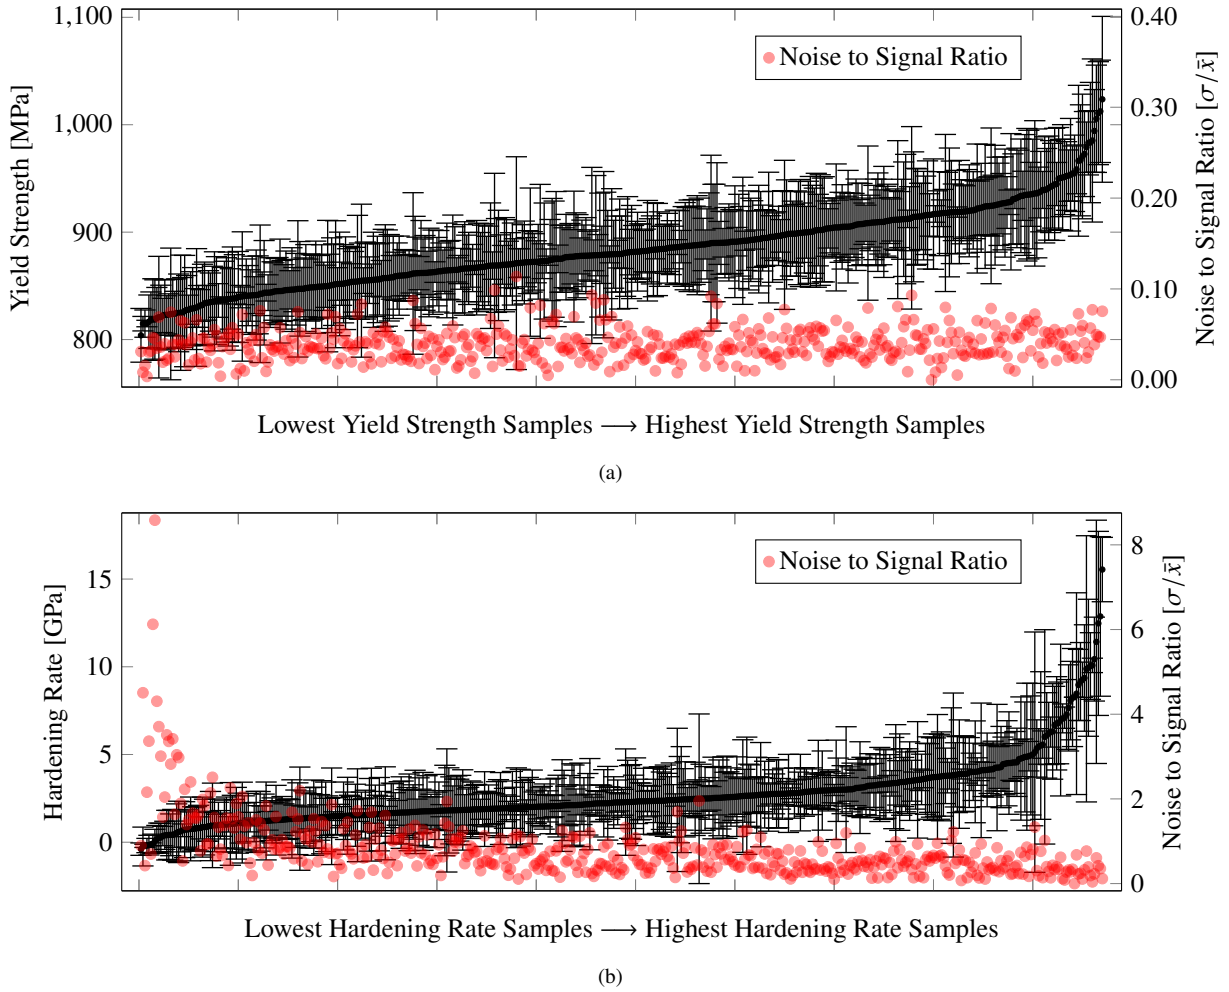 1,100
1,000
900
800
Yield Strength [MPa]
Noise to Signal Ratio
0.40
0.30
0.20
0.10
0.00
Noise to Signal Ratio [σ/x̄]
Lowest Yield Strength Samples ⟶ Highest Yield Strength Samples
(a)
15
10
5
0
Hardening Rate [GPa]
Noise to Signal Ratio
8
6
4
2
0
Noise to Signal Ratio [σ/x̄]
Lowest Hardening Rate Samples ⟶ Highest Hardening Rate Samples
(b)